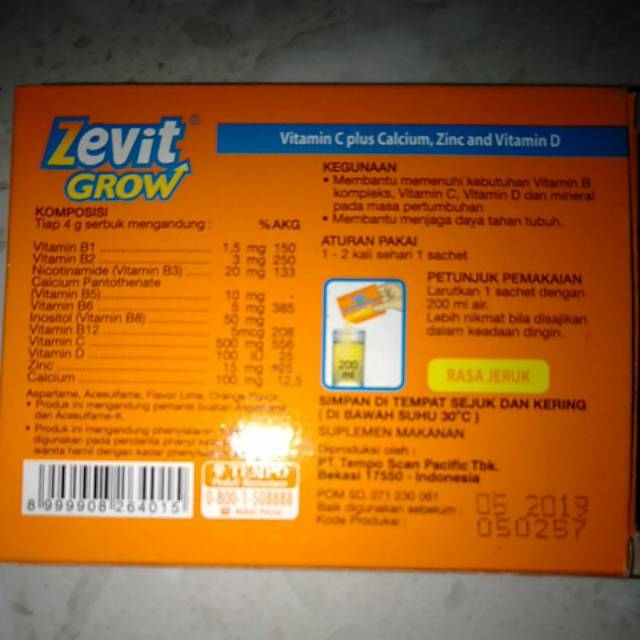 Zevit®
GROW
Vitamin C plus Calcium, Zinc and Vitamin D
KOMPOSISI
Tiap 4 g serbuk mengandung : %AKG
Vitamin B1 1,5 mg 150
Vitamin B2 3 mg 250
Nicotinamide (Vitamin B3) 20 mg 133
Calcium Pantothenate
(Vitamin B5) 10 mg -
Vitamin B6 5 mg 385
Inositol (Vitamin B8) 50 mg
Vitamin B12 5mcg 208
Vitamin C 500 mg 556
Vitamin D 100 25
Zinc 15 mg
Calcium 100 mg 12,5
Aspartame, Acesulfame, Flavor Lime, Orange
• Produk ini mengandung pemanis buatan
dan Acesulfame-K.
• Produk ini mengandung
digunakan pada penderita
wanita hamil dengan kadar
8 999908 264015
TEMPO
0-800-1-508888
KEGUNAAN
• Membantu memenuhi kebutuhan Vitamin B
kompleks, Vitamin C, Vitamin D dan mineral
pada masa pertumbuhan
• Membantu menjaga daya tahan tubuh.
ATURAN PAKAI
1 - 2 kali sehari 1 sachet
200
ml
PETUNJUK PEMAKAIAN
Larutkan 1 sachet dengan
200 ml air.
Lebih nikmat bila disajikan
dalam keadaan dingin.
RASA JERUK
SIMPAN DI TEMPAT SEJUK DAN KERING
( DI BAWAH SUHU 30°C )
SUPLEMEN MAKANAN
Diproduksi oleh :
PT. Tempo Scan Pacific Tbk.
Bekasi 17550 - Indonesia
POM SD. 071 230 061
Baik digunakan sebelum : 05 2013
Kode Produksi : 050257